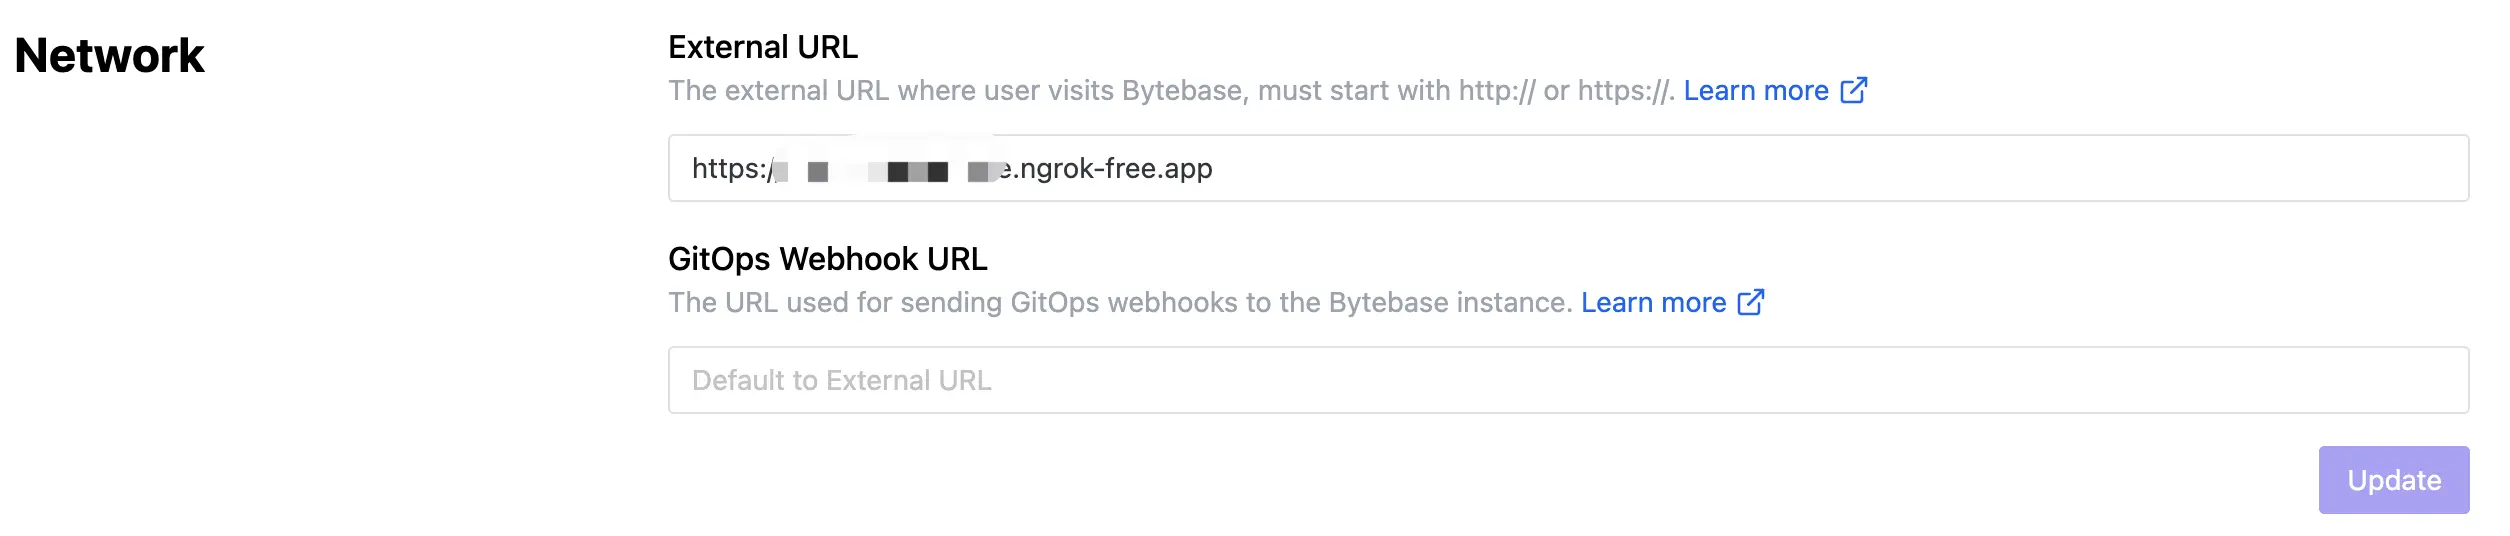 Network
External URL
The external URL where user visits Bytebase, must start with http:// or https://. Learn more
https:/ e.ngrok-free.app
GitOps Webhook URL
The URL used for sending GitOps webhooks to the Bytebase instance. Learn more
Default to External URL
Update